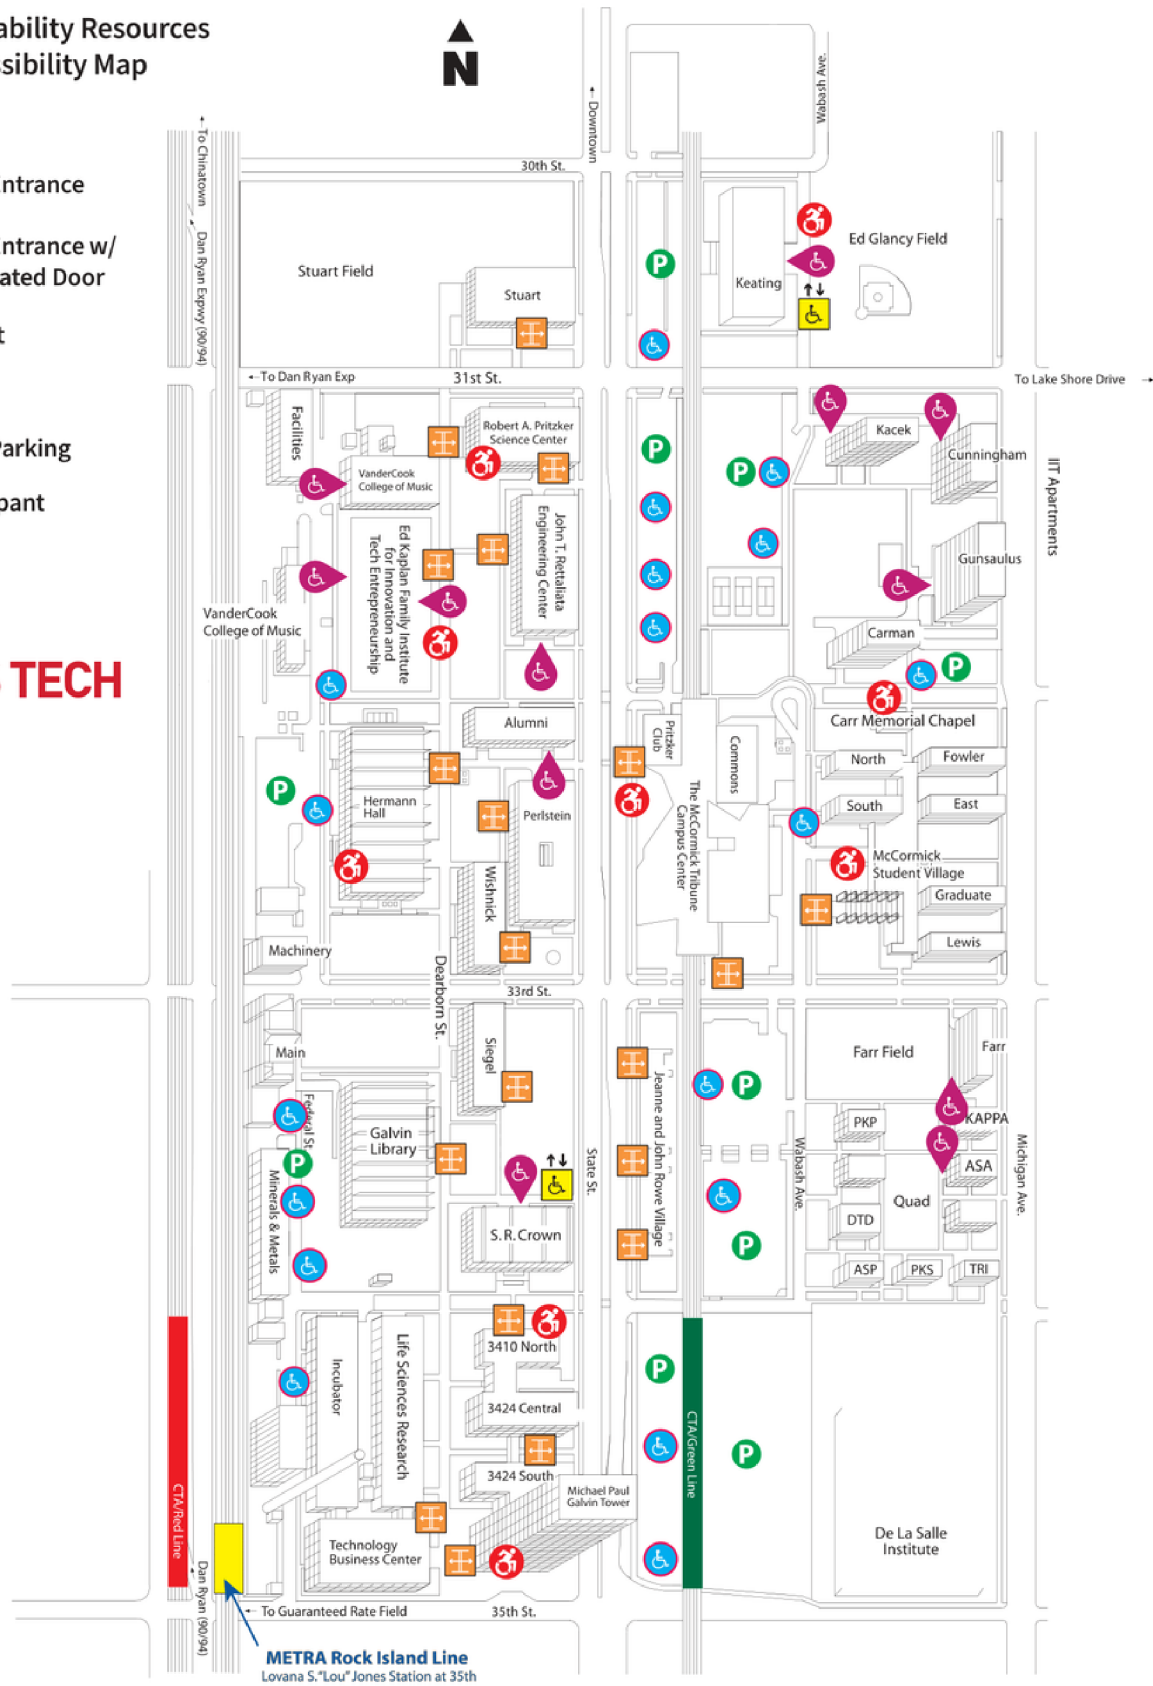 ability Resources
ssibility Map
N
Entrance
Entrance w/
ated Door
t
Parking
pant
S TECH
← To Chinatown
Dan Ryan Expwy (90/94)
← Downtown
Wabash Ave.
30th St.
Stuart Field
Stuart
P
Keating
Ed Glancy Field
← To Dan Ryan Exp
31st St.
To Lake Shore Drive →
Facilities
Robert A. Pritzker
Science Center
VanderCook
College of Music
P
P
Kacek
Cunningham
IIT Apartments
Ed Kaplan Family Institute
for Innovation and
Tech Entrepreneurship
John T. Rettaliata
Engineering Center
Gunsaulus
VanderCook
College of Music
Carman
P
Alumni
Pritzker
Club
Commons
Carr Memorial Chapel
North
Fowler
P
Hermann
Hall
Perlstein
The McCormick Tribune
Campus Center
South
East
McCormick
Student Village
Wishnick
Graduate
Machinery
Lewis
Dearborn St.
33rd St.
Main
Siegel
Farr Field
Farr
Federal St.
Galvin
Library
Jeanne and John Rowe Village
P
PKP
KAPPA
P
Minerals & Metals
State St.
Wabash Ave.
Michigan Ave.
ASA
Quad
S. R. Crown
DTD
P
ASP
PKS
TRI
3410 North
Incubator
Life Sciences Research
P
3424 Central
CTA/Green Line
P
3424 South
Michael Paul
Galvin Tower
CTA/Red Line
Technology
Business Center
De La Salle
Institute
Dan Ryan (90/94)
← To Guaranteed Rate Field
35th St.
METRA Rock Island Line
Lovana S. "Lou" Jones Station at 35th